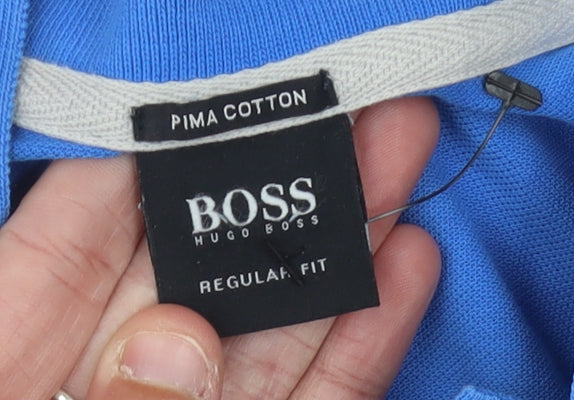 PIMA COTTON
BOSS
HUGO BOSS
REGULAR FIT